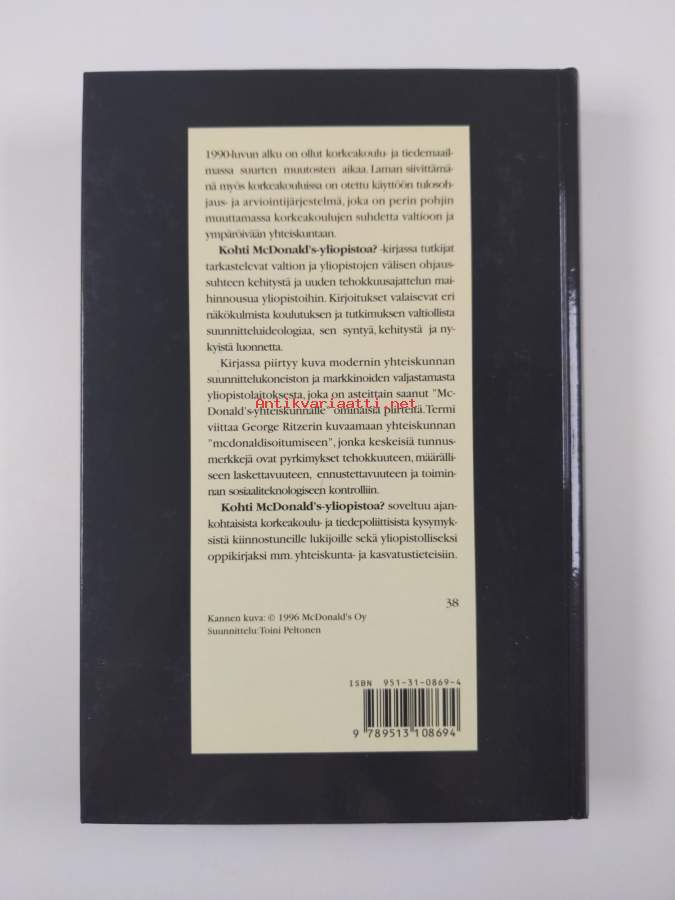 1990-luvun alku on ollut korkeakoulu- ja tiedemaail-
massa suurten muutosten aikaa. Laman siivittämä-
nä myös korkeakouluissa on otettu käyttöön tulosoh-
jaus- ja arviointijärjestelmä, joka on perin pohjin
muuttamassa korkeakoulujen suhdetta valtioon ja
ympäröivään yhteiskuntaan.
Kohti McDonald's-yliopistoa? -kirjassa tutkijat
tarkastelevat valtion ja yliopistojen välisen ohjaus-
suhteen kehitystä ja uuden tehokkuusajattelun mai-
hinnousua yliopistoihin. Kirjoitukset valaisevat eri
näkökulmista koulutuksen ja tutkimuksen valtiollista
suunnitteluideologiaa, sen syntyä, kehitystä ja ny-
kyistä luonnetta.
Kirjassa piirtyy kuva modernin yhteiskunnan
suunnittelukoneiston ja markkinoiden valjastamasta
yliopistolaitoksesta, joka on asteittain saanut "Mc-
Antikvariaatti.net
Donald's-yhteiskunnalle" ominaisia piirteitä. Termi
viittaa George Ritzerin kuvaamaan yhteiskunnan
"mcdonaldisoitumiseen", jonka keskeisiä tunnus-
merkkejä ovat pyrkimykset tehokkuuteen, määrälli-
seen laskettavuuteen, ennustettavuuteen ja toimin-
nan sosiaaliteknologiseen kontrolliin.
Kohti McDonald's-yliopistoa? soveltuu ajan-
kohtaisista korkeakoulu- ja tiedepoliittisista kysymyk-
sistä kiinnostuneille lukijoille sekä yliopistolliseksi
oppikirjaksi mm. yhteiskunta- ja kasvatustieteisiin.
38
Kannen kuva: © 1996 McDonald's Oy
Suunnittelu: Toini Peltonen
ISBN 951-31-0869-4
9 789513 108694